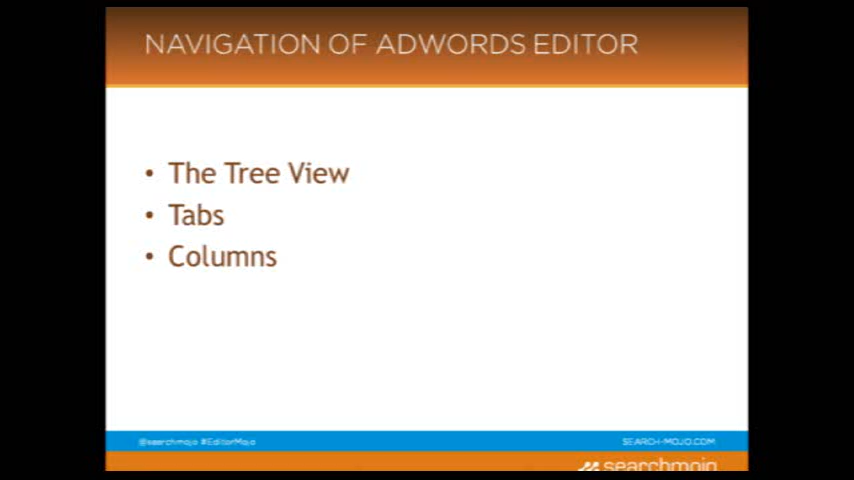 NAVIGATION OF ADWORDS EDITOR
• The Tree View
• Tabs
• Columns
@searchmojo #EditorMojo
SEARCH-MOJO.COM
searchmojo